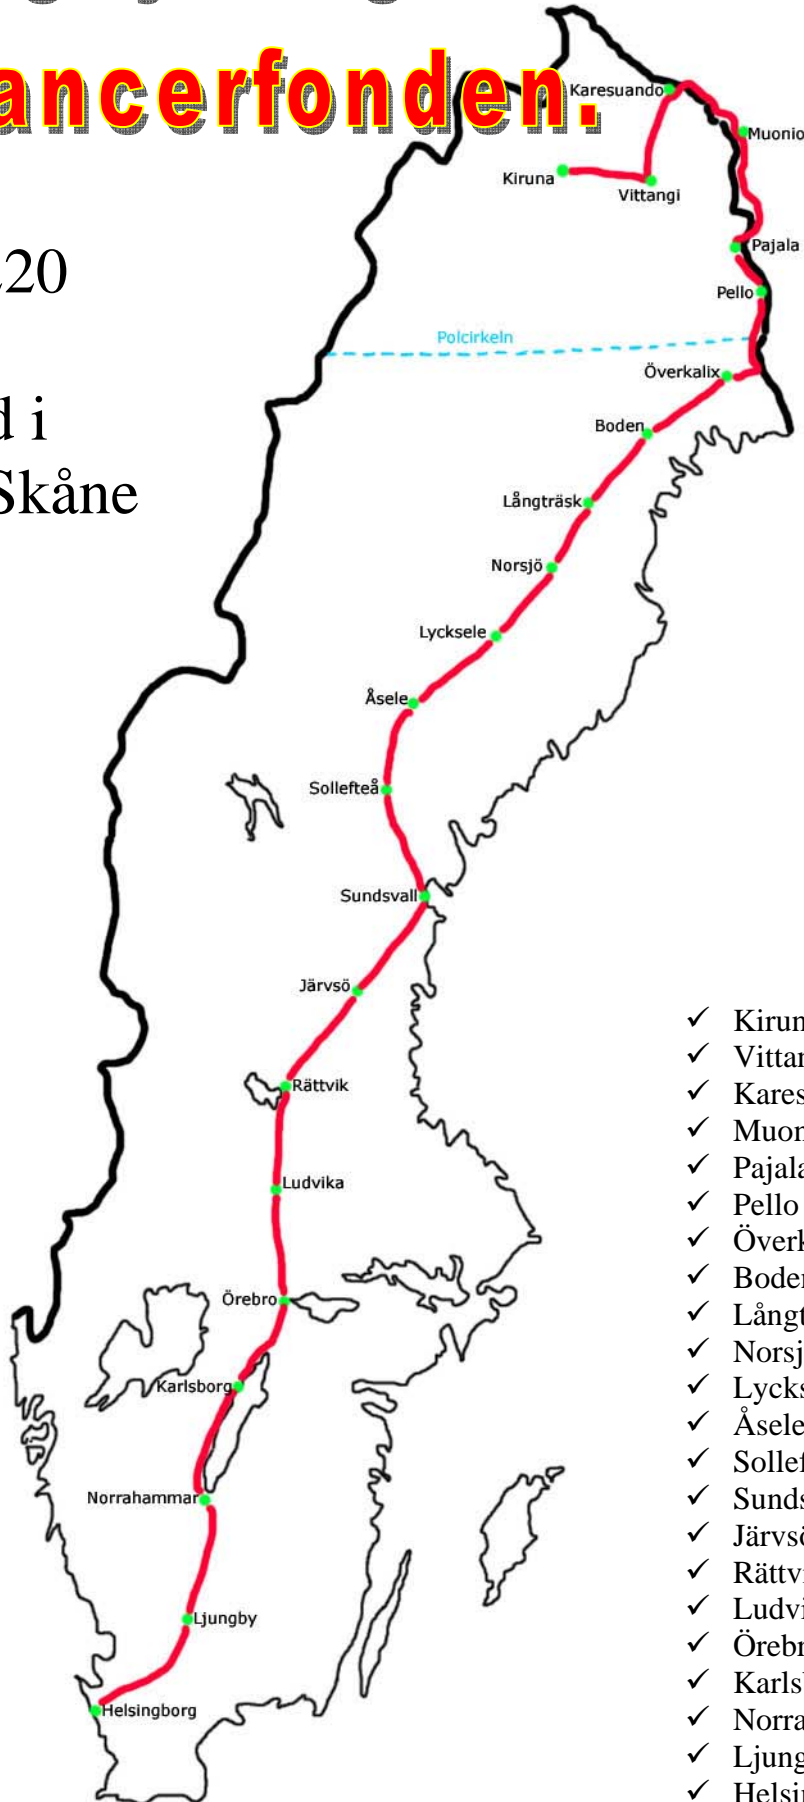 ancerfonden.
20
d i
Skåne
Karesuando
Muonio
Kiruna
Vittangi
Pajala
Pello
Polcirkeln
Överkalix
Boden
Långträsk
Norsjö
Lycksele
Åsele
Sollefteå
Sundsvall
Järvsö
Rättvik
Ludvika
Örebro
Karlsborg
Norrahammar
Ljungby
Helsingborg
✓ Kirun
✓ Vittan
✓ Kares
✓ Muon
✓ Pajala
✓ Pello
✓ Överk
✓ Boden
✓ Långt
✓ Norsj
✓ Lycks
✓ Åsele
✓ Sollef
✓ Sunds
✓ Järvsö
✓ Rättvi
✓ Ludvi
✓ Örebr
✓ Karlsb
✓ Norra
✓ Ljung
✓ Helsin